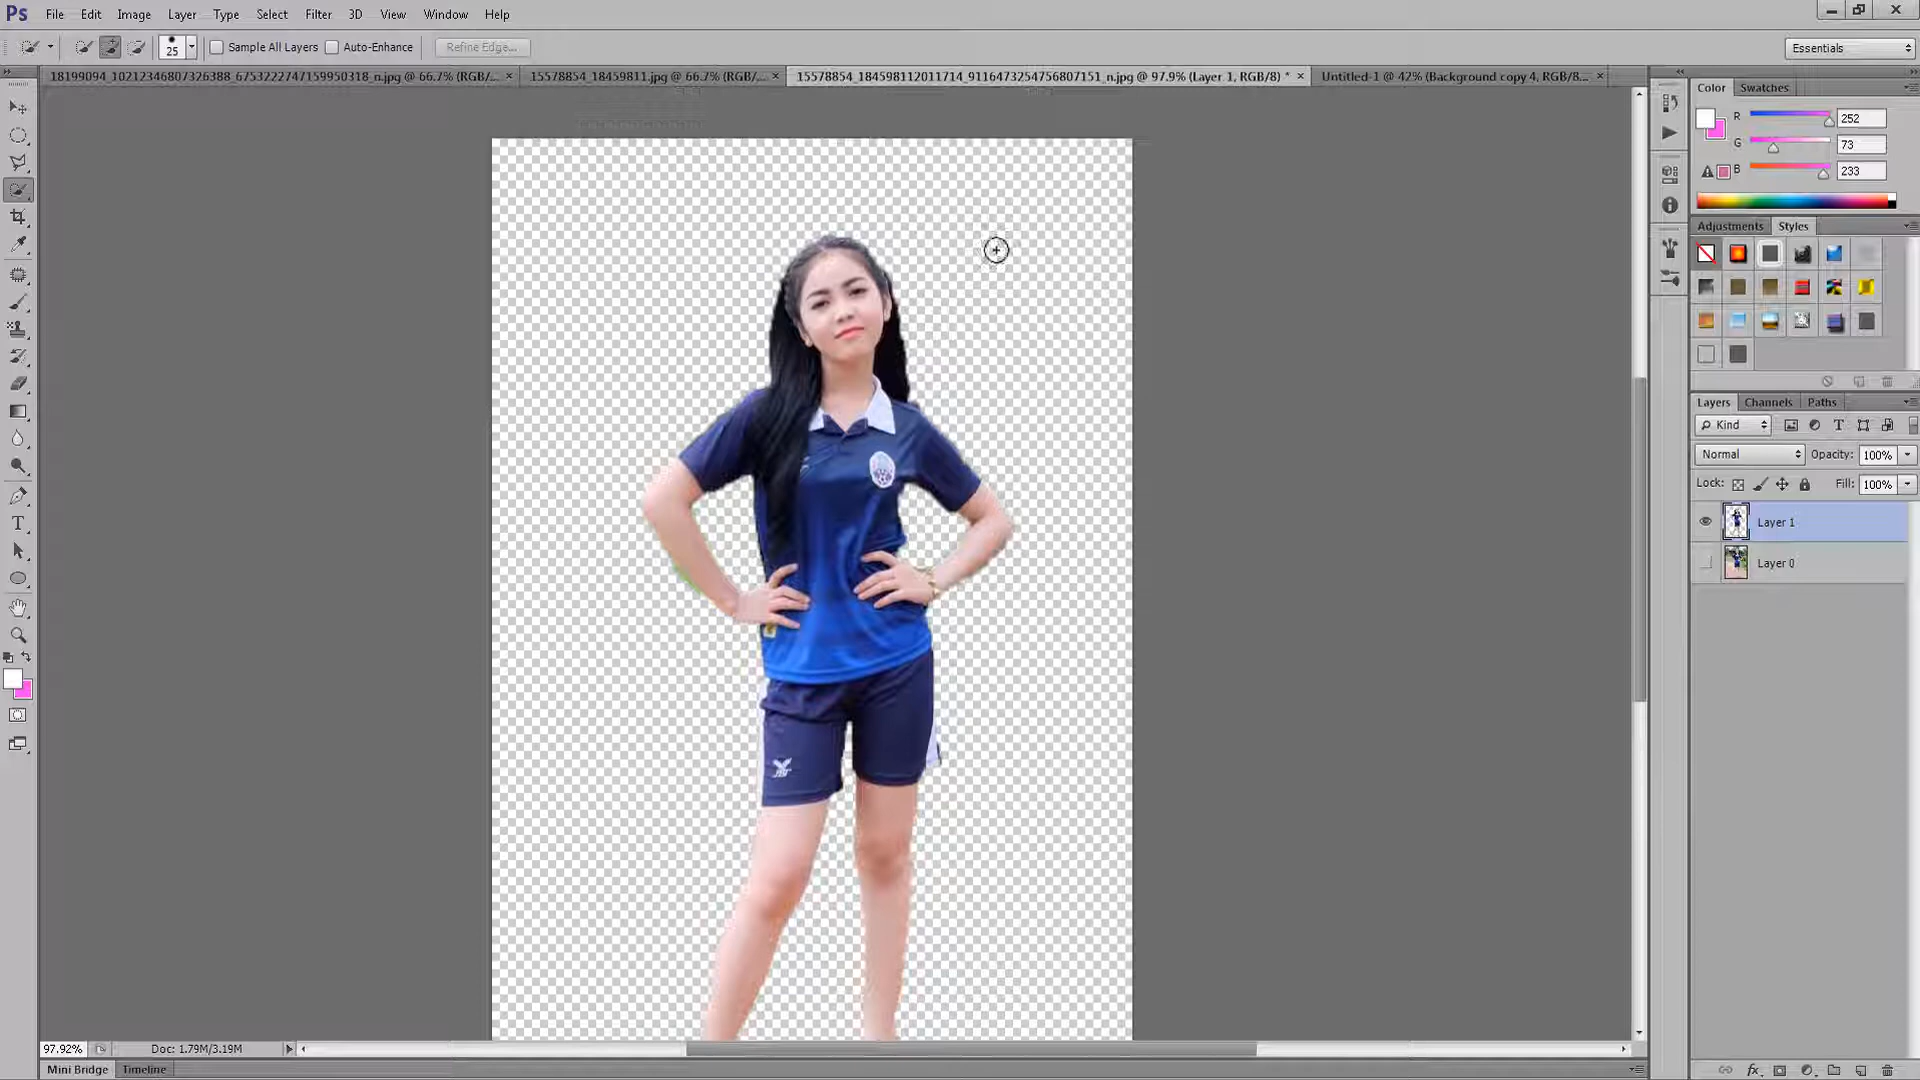 Ps File Edit Image Layer Type Select Filter 3D View Window Help
25 Sample All Layers Auto-Enhance Refine Edge... Essentials
18199094_10212346807326388_6753222747159950318_n.jpg @ 66.7% (RGB/... × 15578854_18459811.jpg @ 66.7% (RGB/... × 15578854_184598112011714_9116473254756807151_n.jpg @ 97.9% (Layer 1, RGB/8) * × Untitled-1 @ 42% (Background copy 4, RGB/8... ×
Color Swatches
R 252
G 73
B 233
Adjustments Styles
Layers Channels Paths
Kind
Normal Opacity: 100%
Lock: Fill: 100%
Layer 1
Layer 0
97.92% Doc: 1.79M/3.19M
Mini Bridge Timeline